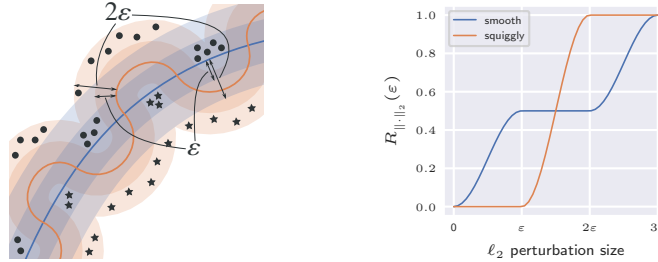 2ε
ε
smooth
squiggly
R‖·‖₂(ε)
1.0
0.8
0.6
0.4
0.2
0.0
0 ε 2ε 3
ℓ₂ perturbation size